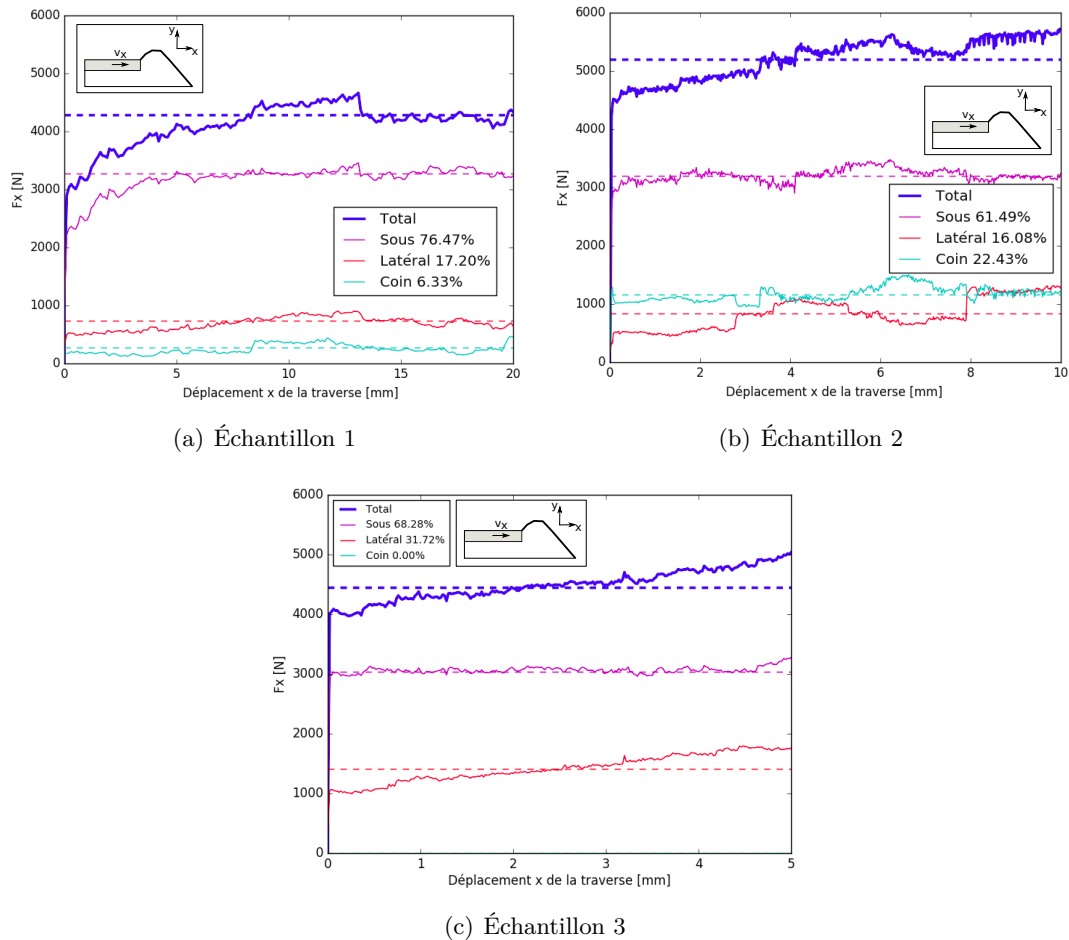 6000
5000
4000
3000
2000
1000
0
Fx [N]
y
x
vx
Total
Sous 76.47%
Latéral 17.20%
Coin 6.33%
0 5 10 15 20
Déplacement x de la traverse [mm]
(a) Échantillon 1
6000
5000
4000
3000
2000
1000
0
Fx [N]
y
x
vx
Total
Sous 61.49%
Latéral 16.08%
Coin 22.43%
0 2 4 6 8 10
Déplacement x de la traverse [mm]
(b) Échantillon 2
6000
5000
4000
3000
2000
1000
0
Fx [N]
Total
Sous 68.28%
Latéral 31.72%
Coin 0.00%
y
x
vx
0 1 2 3 4 5
Déplacement x de la traverse [mm]
(c) Échantillon 3